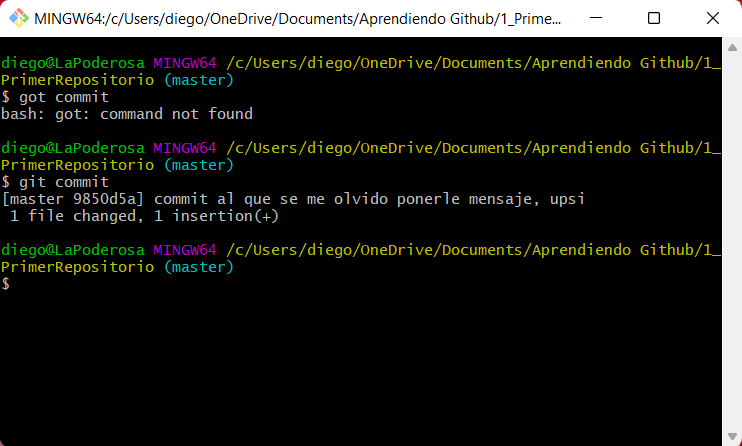 MINGW64:/c/Users/diego/OneDrive/Documents/Aprendiendo Github/1_Prime...
diego@LaPoderosa MINGW64 /c/Users/diego/OneDrive/Documents/Aprendiendo Github/1_
PrimerRepositorio (master)
$ got commit
bash: got: command not found
diego@LaPoderosa MINGW64 /c/Users/diego/OneDrive/Documents/Aprendiendo Github/1_
PrimerRepositorio (master)
$ git commit
[master 9850d5a] commit al que se me olvido ponerle mensaje, upsi
 1 file changed, 1 insertion(+)
diego@LaPoderosa MINGW64 /c/Users/diego/OneDrive/Documents/Aprendiendo Github/1_
PrimerRepositorio (master)
$